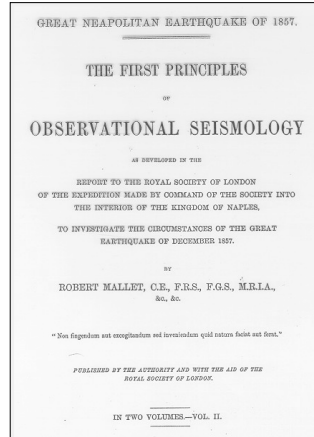 GREAT NEAPOLITAN EARTHQUAKE OF 1857.
THE FIRST PRINCIPLES
OF
OBSERVATIONAL SEISMOLOGY
AS DEVELOPED IN THE
REPORT TO THE ROYAL SOCIETY OF LONDON
OF THE EXPEDITION MADE BY COMMAND OF THE SOCIETY INTO
THE INTERIOR OF THE KINGDOM OF NAPLES,
TO INVESTIGATE THE CIRCUMSTANCES OF THE GREAT
EARTHQUAKE OF DECEMBER 1857.
BY
ROBERT MALLET, C.E., F.R.S., F.G.S., M.R.I.A.,
&c., &c.
"Non fingendum aut excogitandum sed inveniendum quid natura faciat aut ferat."
PUBLISHED BY THE AUTHORITY AND WITH THE AID OF THE
ROYAL SOCIETY OF LONDON.
IN TWO VOLUMES.—VOL. II.